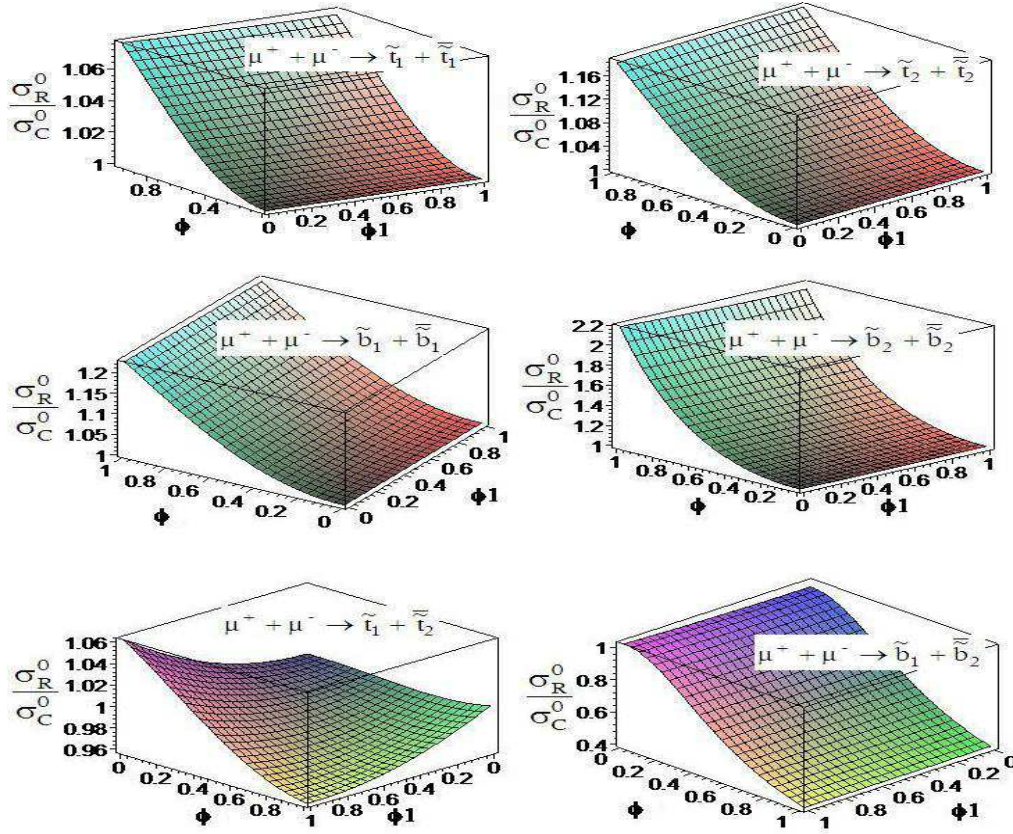 μ⁺ + μ⁻ → t̃₁ + t̃̄₁
σ⁰_R / σ⁰_C
1.06
1.04
1.02
1
0.8 0.4 0
ϕ
0.2 0.4 0.6 0.8 1
ϕ1
μ⁺ + μ⁻ → t̃₂ + t̃̄₂
σ⁰_R / σ⁰_C
1.16
1.12
1.08
1.04
1
1 0.8 0.6 0.4 0.2 0
ϕ
0 0.2 0.4 0.6 0.8 1
ϕ1
μ⁺ + μ⁻ → b̃₁ + b̃̄₁
σ⁰_R / σ⁰_C
1.2
1.15
1.1
1.05
1
1 0.8 0.6 0.4 0.2 0
ϕ
0 0.2 0.4 0.6 0.8 1
ϕ1
μ⁺ + μ⁻ → b̃₂ + b̃̄₂
σ⁰_R / σ⁰_C
2.2
2
1.8
1.6
1.4
1.2
1
1 0.8 0.6 0.4 0.2 0
ϕ
0 0.2 0.4 0.6 0.8 1
ϕ1
μ⁺ + μ⁻ → t̃₁ + t̃̄₂
σ⁰_R / σ⁰_C
1.06
1.04
1.02
1
0.98
0.96
0 0.2 0.4 0.6 0.8 1
ϕ
1 0.8 0.6 0.4 0.2 0
ϕ1
μ⁺ + μ⁻ → b̃₁ + b̃̄₂
σ⁰_R / σ⁰_C
1
0.8
0.6
0.4
0 0.2 0.4 0.6 0.8 1
ϕ
1 0.8 0.6 0.4 0.2 0
ϕ1